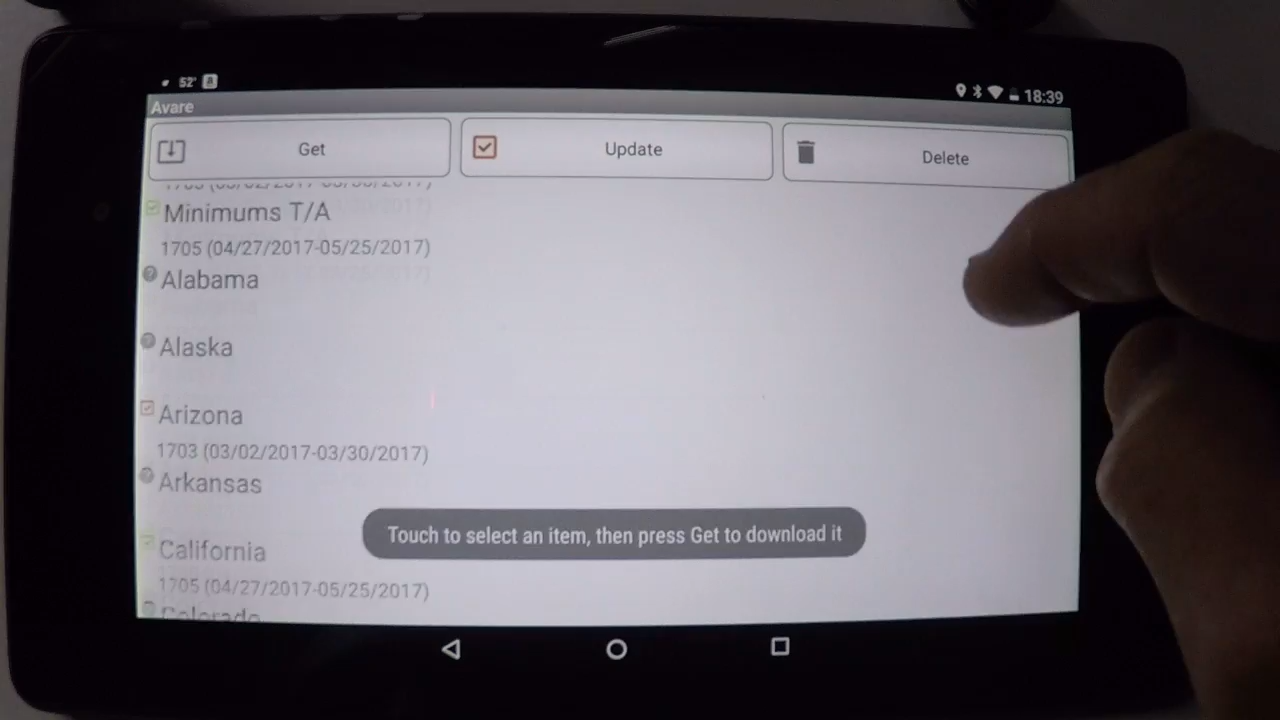 52°
18:39
Avare
Get
Update
Delete
Minimums T/A
1705 (04/27/2017-05/25/2017)
Alabama
Alaska
Arizona
1703 (03/02/2017-03/30/2017)
Arkansas
Touch to select an item, then press Get to download it
California
1705 (04/27/2017-05/25/2017)
Colorado